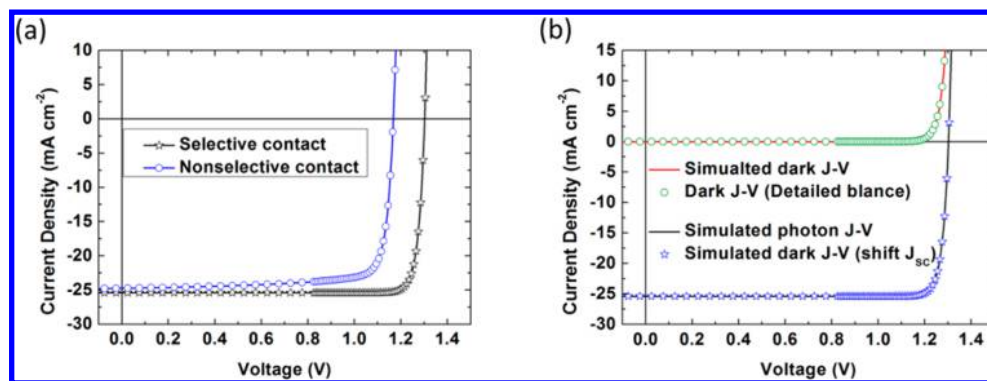 (a)
10
5
0
-5
-10
-15
-20
-25
-30
Current Density (mA cm-2)
Selective contact
Nonselective contact
0.0 0.2 0.4 0.6 0.8 1.0 1.2 1.4
Voltage (V)
(b)
15
10
5
0
-5
-10
-15
-20
-25
-30
Current Density (mA cm-2)
Simualted dark J-V
Dark J-V (Detailed blance)
Simulated photon J-V
Simulated dark J-V (shift JSC)
0.0 0.2 0.4 0.6 0.8 1.0 1.2 1.4
Voltage (V)